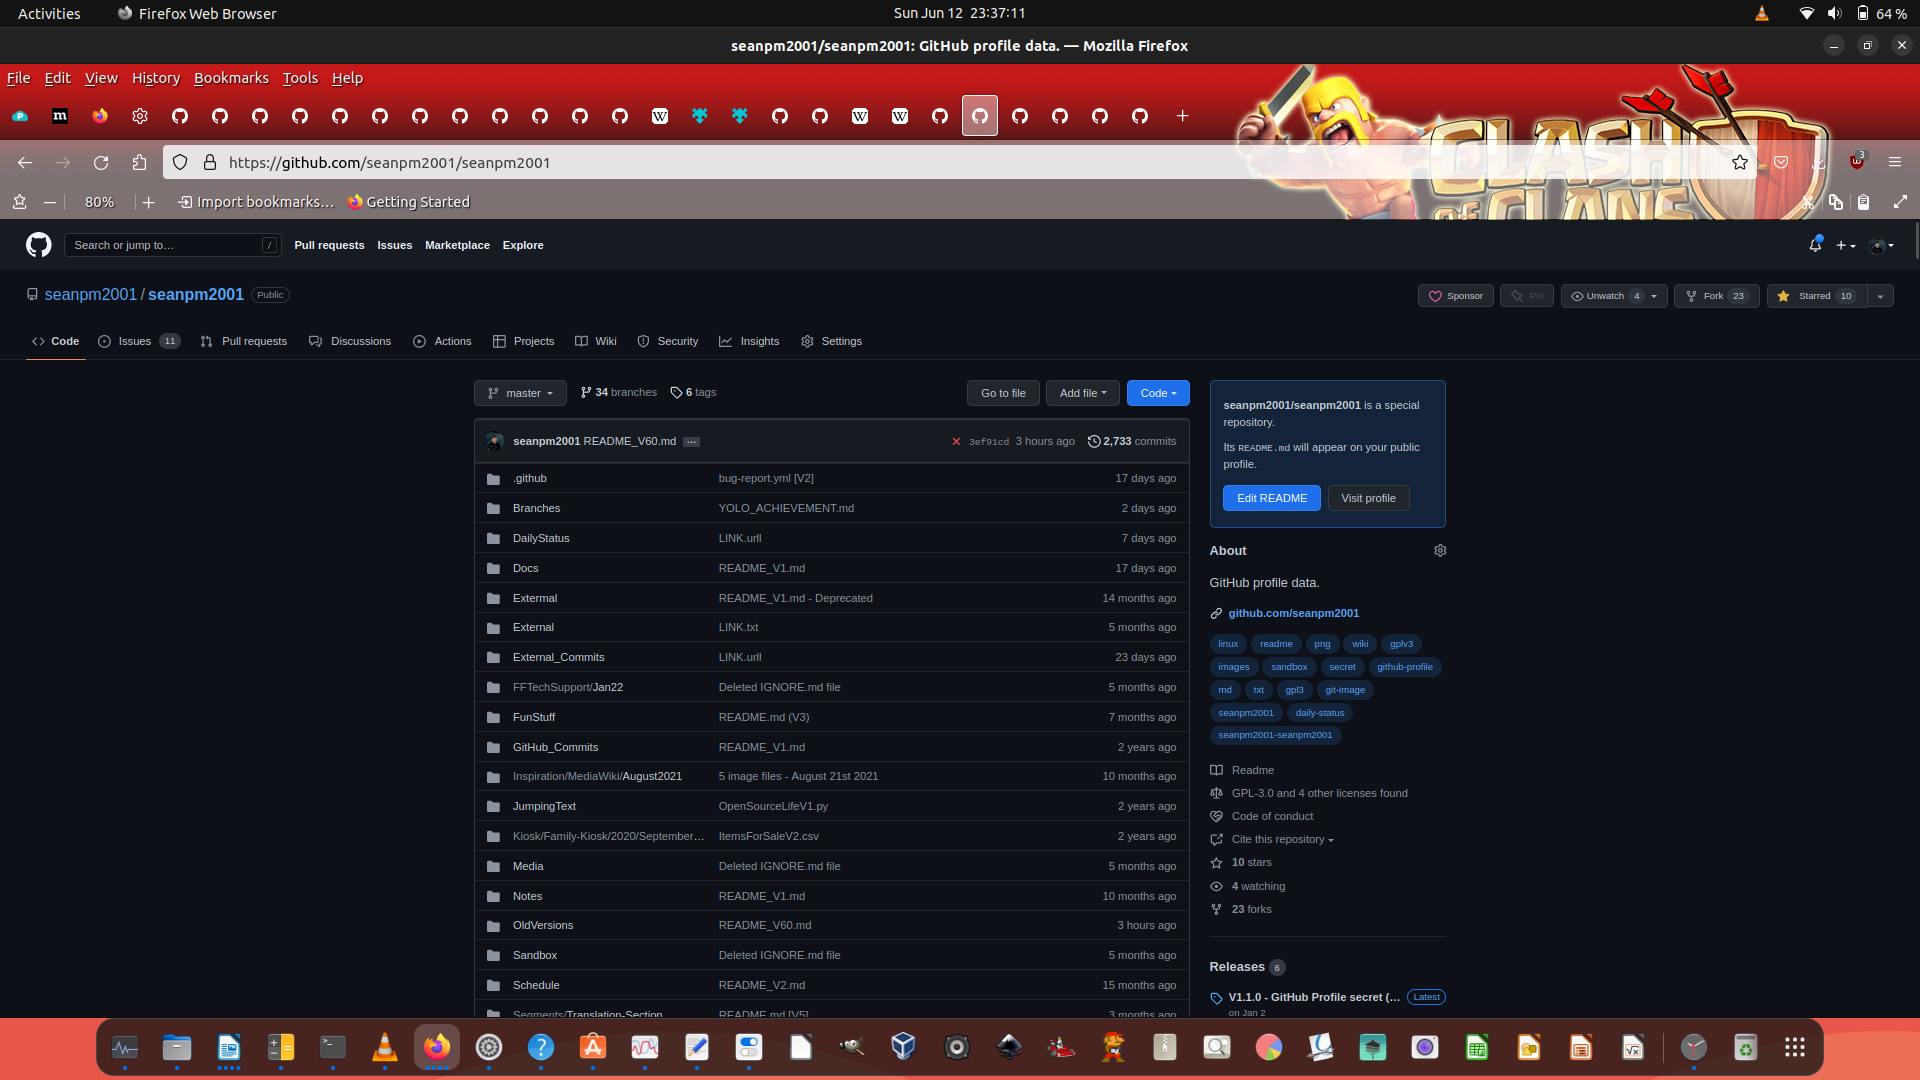 Activities Firefox Web Browser Sun Jun 12 23:37:11 64 %
seanpm2001/seanpm2001: GitHub profile data. — Mozilla Firefox
File Edit View History Bookmarks Tools Help
CLASH OF CLANS
https://github.com/seanpm2001/seanpm2001 3
80% Import bookmarks… Getting Started
Search or jump to… / Pull requests Issues Marketplace Explore
seanpm2001 / seanpm2001 Public Sponsor Pin Unwatch 4 Fork 23 Starred 10
Code Issues 11 Pull requests Discussions Actions Projects Wiki Security Insights Settings
master 34 branches 6 tags Go to file Add file Code
seanpm2001 README_V60.md ... 3ef91cd 3 hours ago 2,733 commits
.github bug-report.yml [V2] 17 days ago
Branches YOLO_ACHIEVEMENT.md 2 days ago
DailyStatus LINK.urll 7 days ago
Docs README_V1.md 17 days ago
Extermal README_V1.md - Deprecated 14 months ago
External LINK.txt 5 months ago
External_Commits LINK.urll 23 days ago
FFTechSupport/Jan22 Deleted IGNORE.md file 5 months ago
FunStuff README.md (V3) 7 months ago
GitHub_Commits README_V1.md 2 years ago
Inspiration/MediaWiki/August2021 5 image files - August 21st 2021 10 months ago
JumpingText OpenSourceLifeV1.py 2 years ago
Kiosk/Family-Kiosk/2020/September… ItemsForSaleV2.csv 2 years ago
Media Deleted IGNORE.md file 5 months ago
Notes README_V1.md 10 months ago
OldVersions README_V60.md 3 hours ago
Sandbox Deleted IGNORE.md file 5 months ago
Schedule README_V2.md 15 months ago
Segments/Translation-Section README.md [V5] 3 months ago
seanpm2001/seanpm2001 is a special
repository.
Its README.md will appear on your public
profile.
Edit README Visit profile
About
GitHub profile data.
github.com/seanpm2001
linux readme png wiki gplv3
images sandbox secret github-profile
md txt gpl3 git-image
seanpm2001 daily-status
seanpm2001-seanpm2001
Readme
GPL-3.0 and 4 other licenses found
Code of conduct
Cite this repository
10 stars
4 watching
23 forks
Releases 6
V1.1.0 - GitHub Profile secret (... Latest
on Jan 2